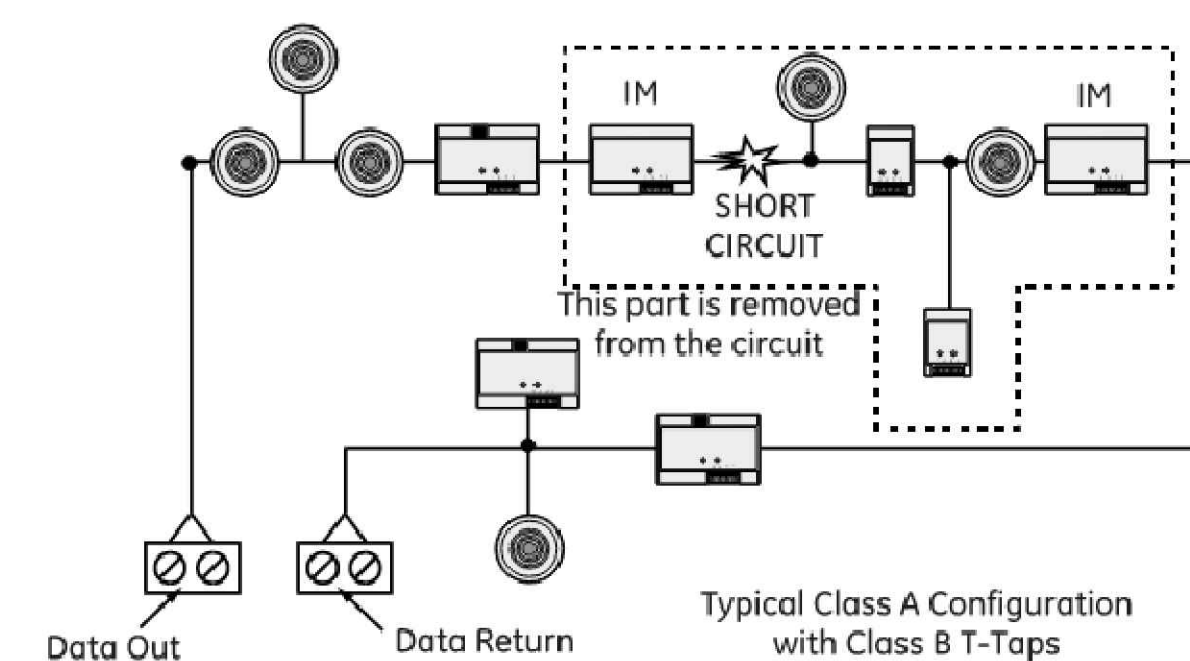 IM
IM
SHORT
CIRCUIT
This part is removed
from the circuit
Data Out
Data Return
Typical Class A Configuration
with Class B T-Taps